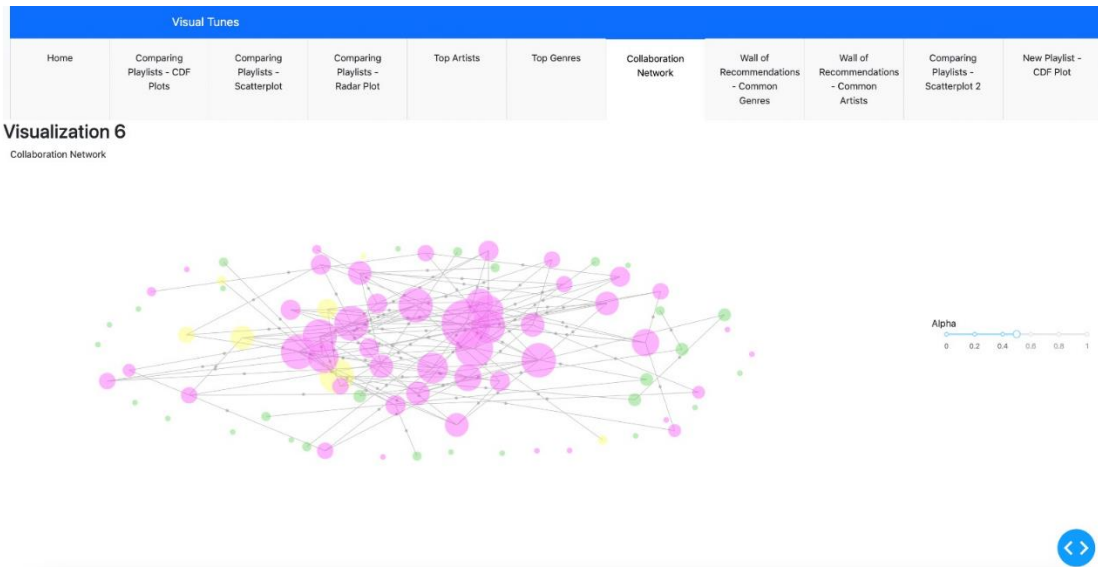 Visual Tunes
Home
Comparing
Playlists - CDF
Plots
Comparing
Playlists -
Scatterplot
Comparing
Playlists -
Radar Plot
Top Artists
Top Genres
Collaboration
Network
Wall of
Recommendations
- Common
Genres
Wall of
Recommendations
- Common
Artists
Comparing
Playlists -
Scatterplot 2
New Playlist -
CDF Plot
Visualization 6
Collaboration Network
Alpha
0 0.2 0.4 0.6 0.8 1